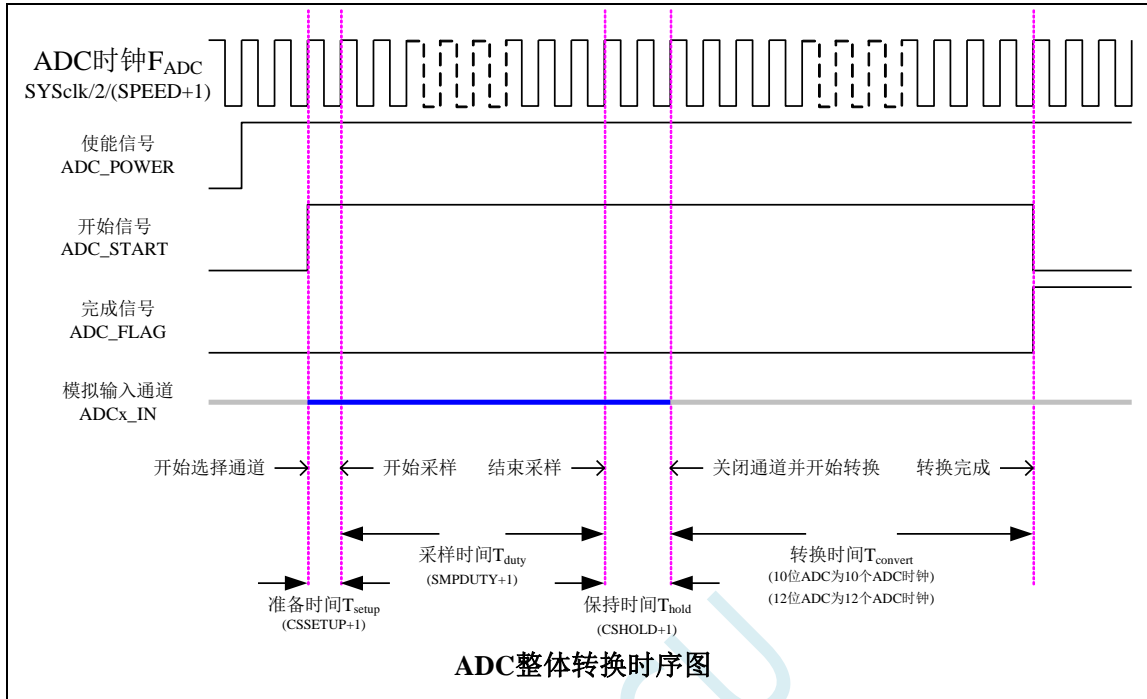 ADC时钟FADC
SYSclk/2/(SPEED+1)
使能信号
ADC_POWER
开始信号
ADC_START
完成信号
ADC_FLAG
模拟输入通道
ADCx_IN
开始选择通道
开始采样
结束采样
关闭通道并开始转换
转换完成
采样时间Tduty
(SMPDUTY+1)
转换时间Tconvert
(10位ADC为10个ADC时钟)
(12位ADC为12个ADC时钟)
准备时间Tsetup
(CSSETUP+1)
保持时间Thold
(CSHOLD+1)
ADC整体转换时序图